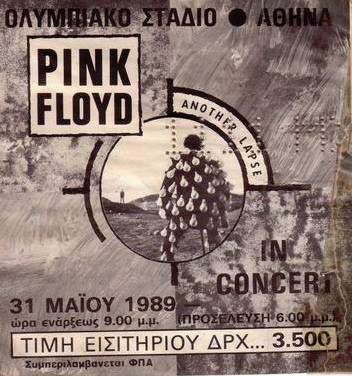 ΟΛΥΜΠΙΑΚΟ ΣΤΑΔΙΟ ● ΑΘΗΝΑ
PINK
FLOYD
ANOTHER LAPSE
IN
CONCERT
31 ΜΑΪΟΥ 1989 —
ώρα ενάρξεως 9.00 μ.μ. (ΠΡΟΣΕΛΕΥΣΗ 6.00 μ.μ.)
ΤΙΜΗ ΕΙΣΙΤΗΡΙΟΥ ΔΡΧ... 3.500
Συμπεριλαμβανεται ΦΠΑ